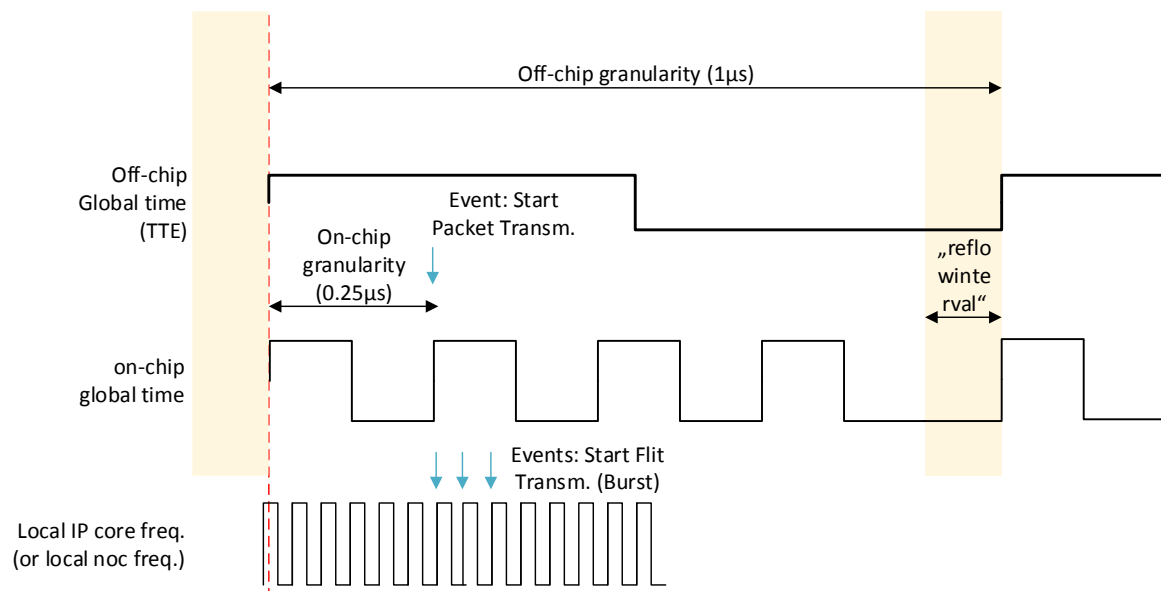 Off-chip granularity (1µs)
Off-chip
Global time
(TTE)
Event: Start
Packet Transm.
On-chip
granularity
(0.25µs)
„reflo
winte
rval“
on-chip
global time
Events: Start Flit
Transm. (Burst)
Local IP core freq.
(or local noc freq.)